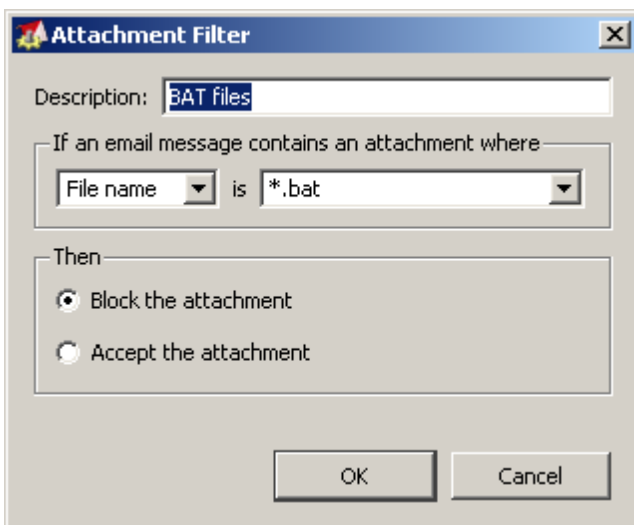 Attachment Filter
Description: BAT files
If an email message contains an attachment where
File name is *.bat
Then
Block the attachment
Accept the attachment
OK Cancel